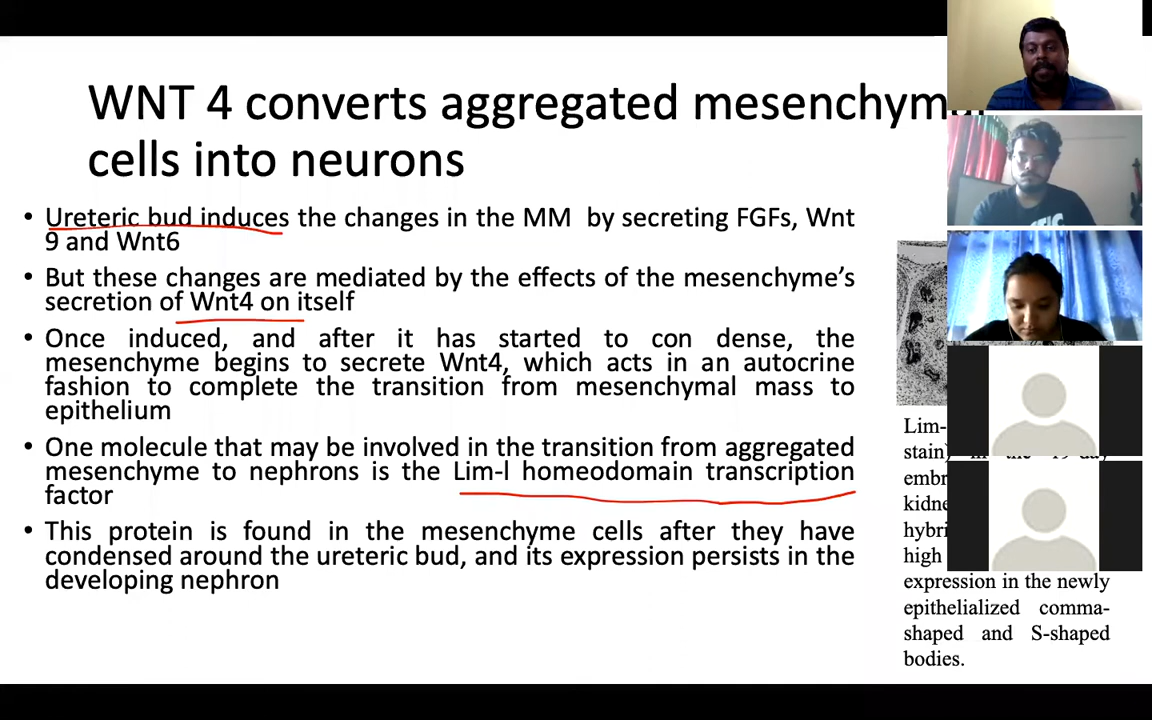 WNT 4 converts aggregated
cells into neurons
• Ureteric bud induces the changes in the MM by secreting FGFs, Wnt
9 and Wnt6
• But these changes are mediated by the effects of the mesenchyme's
secretion of Wnt4 on itself
• Once induced, and after it has started to con dense, the
mesenchyme begins to secrete Wnt4, which acts in an autocrine
fashion to complete the transition from mesenchymal mass to
epithelium
• One molecule that may be involved in the transition from aggregated
mesenchyme to nephrons is the Lim-l homeodomain transcription
factor
• This protein is found in the mesenchyme cells after they have
condensed around the ureteric bud, and its expression persists in the
developing nephron
Lim-
stain)
high
expression in the newly
epithelialized comma-
shaped and S-shaped
bodies.